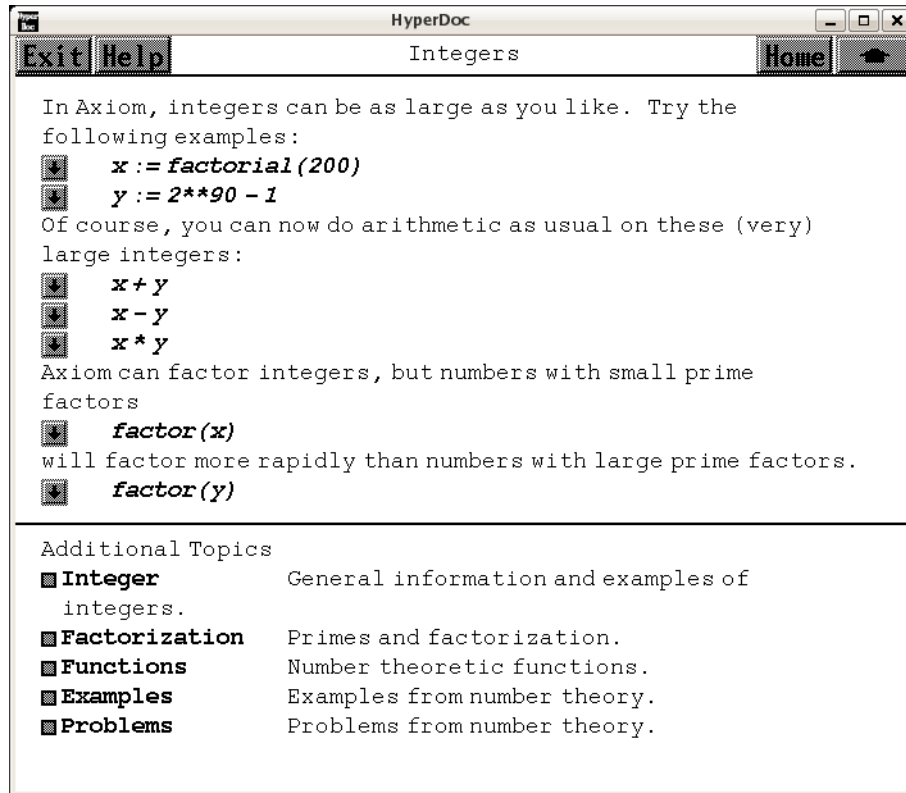 Hyper
Doc
HyperDoc
Exit Help Integers Home
In Axiom, integers can be as large as you like. Try the
following examples:
x := factorial(200)
y := 2**90 - 1
Of course, you can now do arithmetic as usual on these (very)
large integers:
x + y
x - y
x * y
Axiom can factor integers, but numbers with small prime
factors
factor(x)
will factor more rapidly than numbers with large prime factors.
factor(y)
Additional Topics
Integer General information and examples of
integers.
Factorization Primes and factorization.
Functions Number theoretic functions.
Examples Examples from number theory.
Problems Problems from number theory.